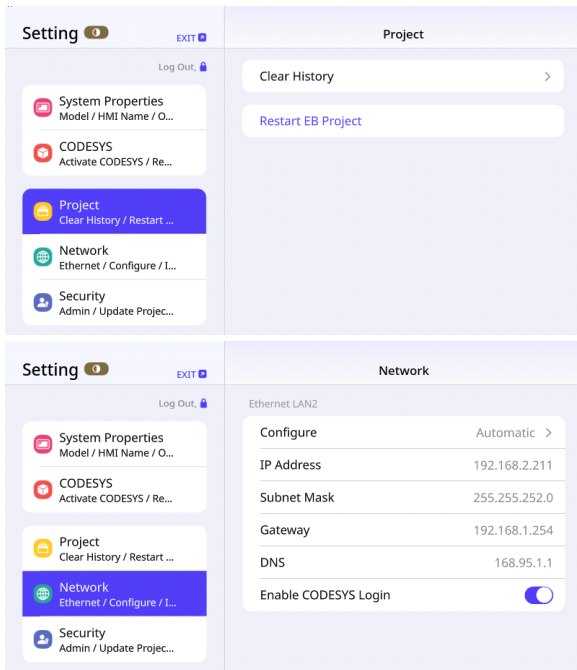 Setting
EXIT
Project
Log Out,
Clear History
System Properties
Model / HMI Name / O...
Restart EB Project
CODESYS
Activate CODESYS / Re...
Project
Clear History / Restart ...
Network
Ethernet / Configure / I...
Security
Admin / Update Projec...
Setting
EXIT
Network
Log Out,
Ethernet LAN2
System Properties
Model / HMI Name / O...
Configure Automatic
IP Address 192.168.2.211
CODESYS
Activate CODESYS / Re...
Subnet Mask 255.255.252.0
Gateway 192.168.1.254
Project
Clear History / Restart ...
DNS 168.95.1.1
Network
Ethernet / Configure / I...
Enable CODESYS Login
Security
Admin / Update Projec...